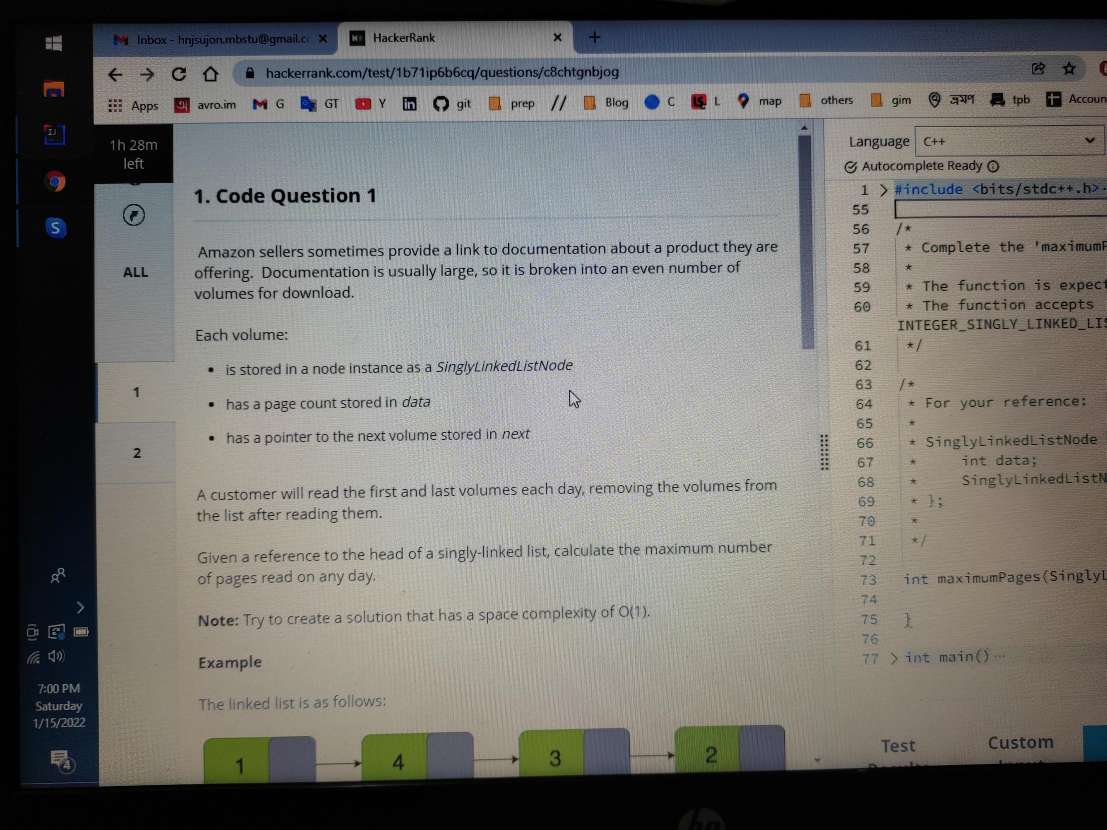 Inbox - hnjsujon.mbstu@gmail.c
HackerRank
hackerrank.com/test/1b71ip6b6cq/questions/c8chtgnbjog
Apps avro.im G GT Y git prep // Blog C L map others gim ভ্রমণ tpb Accoun
1h 28m
left
ALL
1
2
1. Code Question 1
Amazon sellers sometimes provide a link to documentation about a product they are
offering. Documentation is usually large, so it is broken into an even number of
volumes for download.
Each volume:
• is stored in a node instance as a SinglyLinkedListNode
• has a page count stored in data
• has a pointer to the next volume stored in next
A customer will read the first and last volumes each day, removing the volumes from
the list after reading them.
Given a reference to the head of a singly-linked list, calculate the maximum number
of pages read on any day.
Note: Try to create a solution that has a space complexity of O(1).
Example
The linked list is as follows:
1 4 3 2
Language C++
Autocomplete Ready
1 #include <bits/stdc++.h>
55
56 /*
57 * Complete the 'maximumP
58 *
59 * The function is expect
60 * The function accepts
INTEGER_SINGLY_LINKED_LIS
61 */
62
63 /*
64 * For your reference:
65 *
66 * SinglyLinkedListNode
67 * int data;
68 * SinglyLinkedListN
69 * };
70 *
71 */
72
73 int maximumPages(SinglyL
74
75 }
76
77 int main() ...
Test
Custom
7:00 PM
Saturday
1/15/2022
4
hp